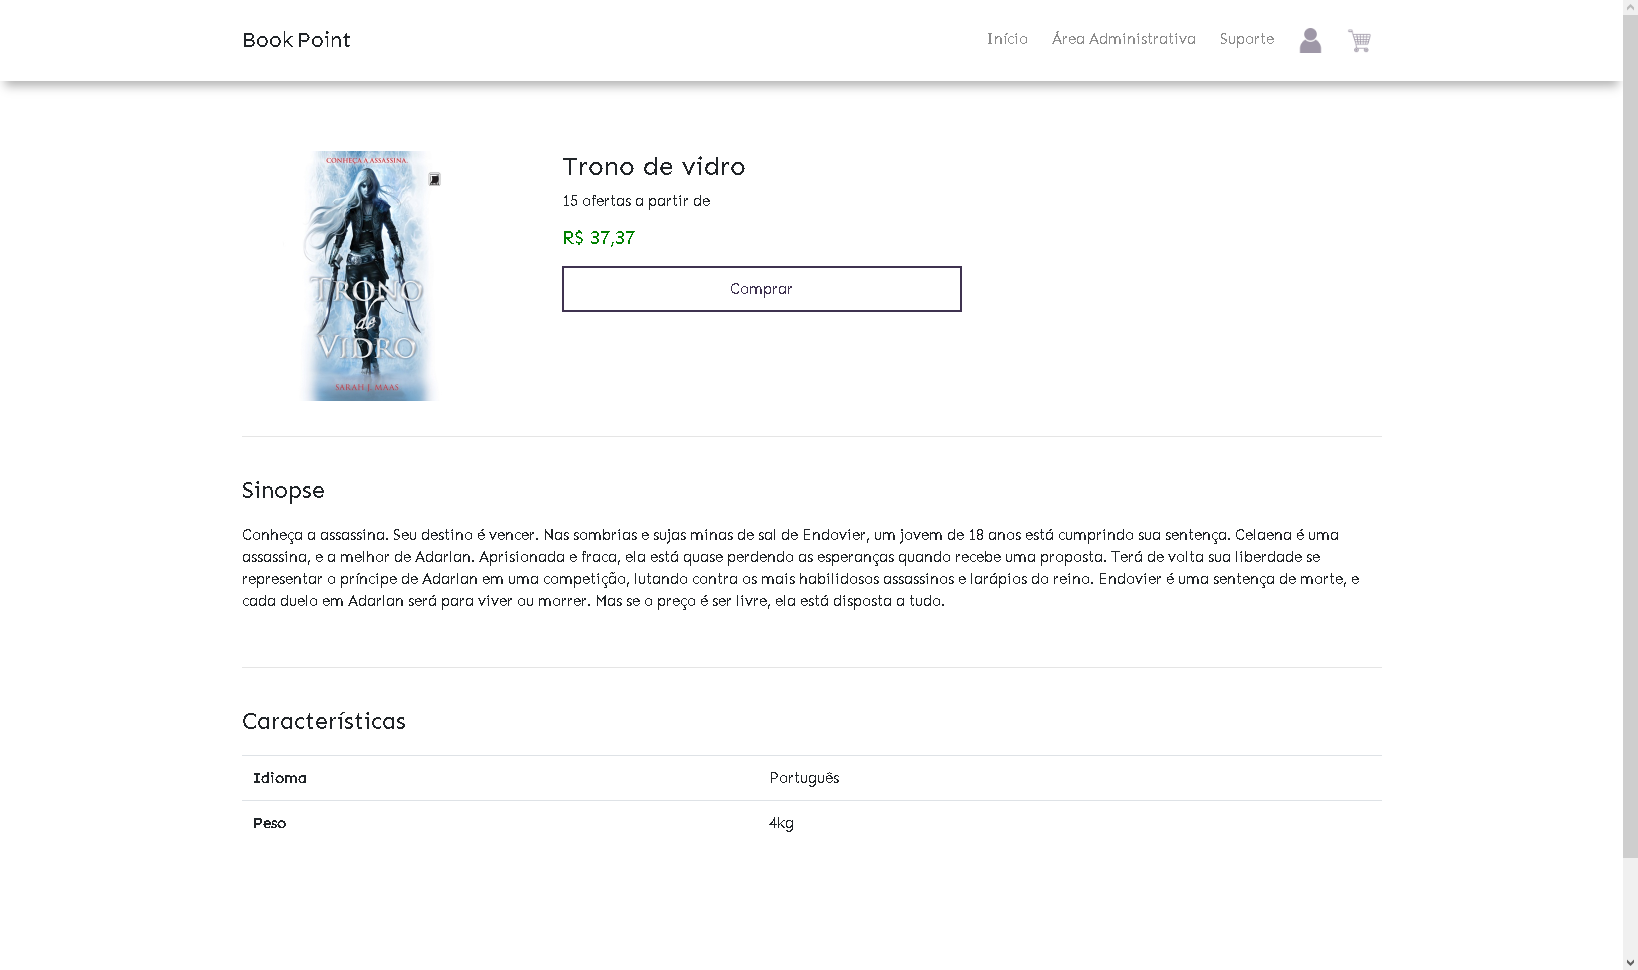 Book Point
Início
Área Administrativa
Suporte
CONHEÇA A ASSASSINA.
TRONO
de
VIDRO
SARAH J. MAAS
Trono de vidro
15 ofertas a partir de
R$ 37,37
Comprar
Sinopse
Conheça a assassina. Seu destino é vencer. Nas sombrias e sujas minas de sal de Endovier, um jovem de 18 anos está cumprindo sua sentença. Celaena é uma
assassina, e a melhor de Adarlan. Aprisionada e fraca, ela está quase perdendo as esperanças quando recebe uma proposta. Terá de volta sua liberdade se
representar o príncipe de Adarlan em uma competição, lutando contra os mais habilidosos assassinos e larápios do reino. Endovier é uma sentença de morte, e
cada duelo em Adarlan será para viver ou morrer. Mas se o preço é ser livre, ela está disposta a tudo.
Características
Idioma Português
Peso 4kg